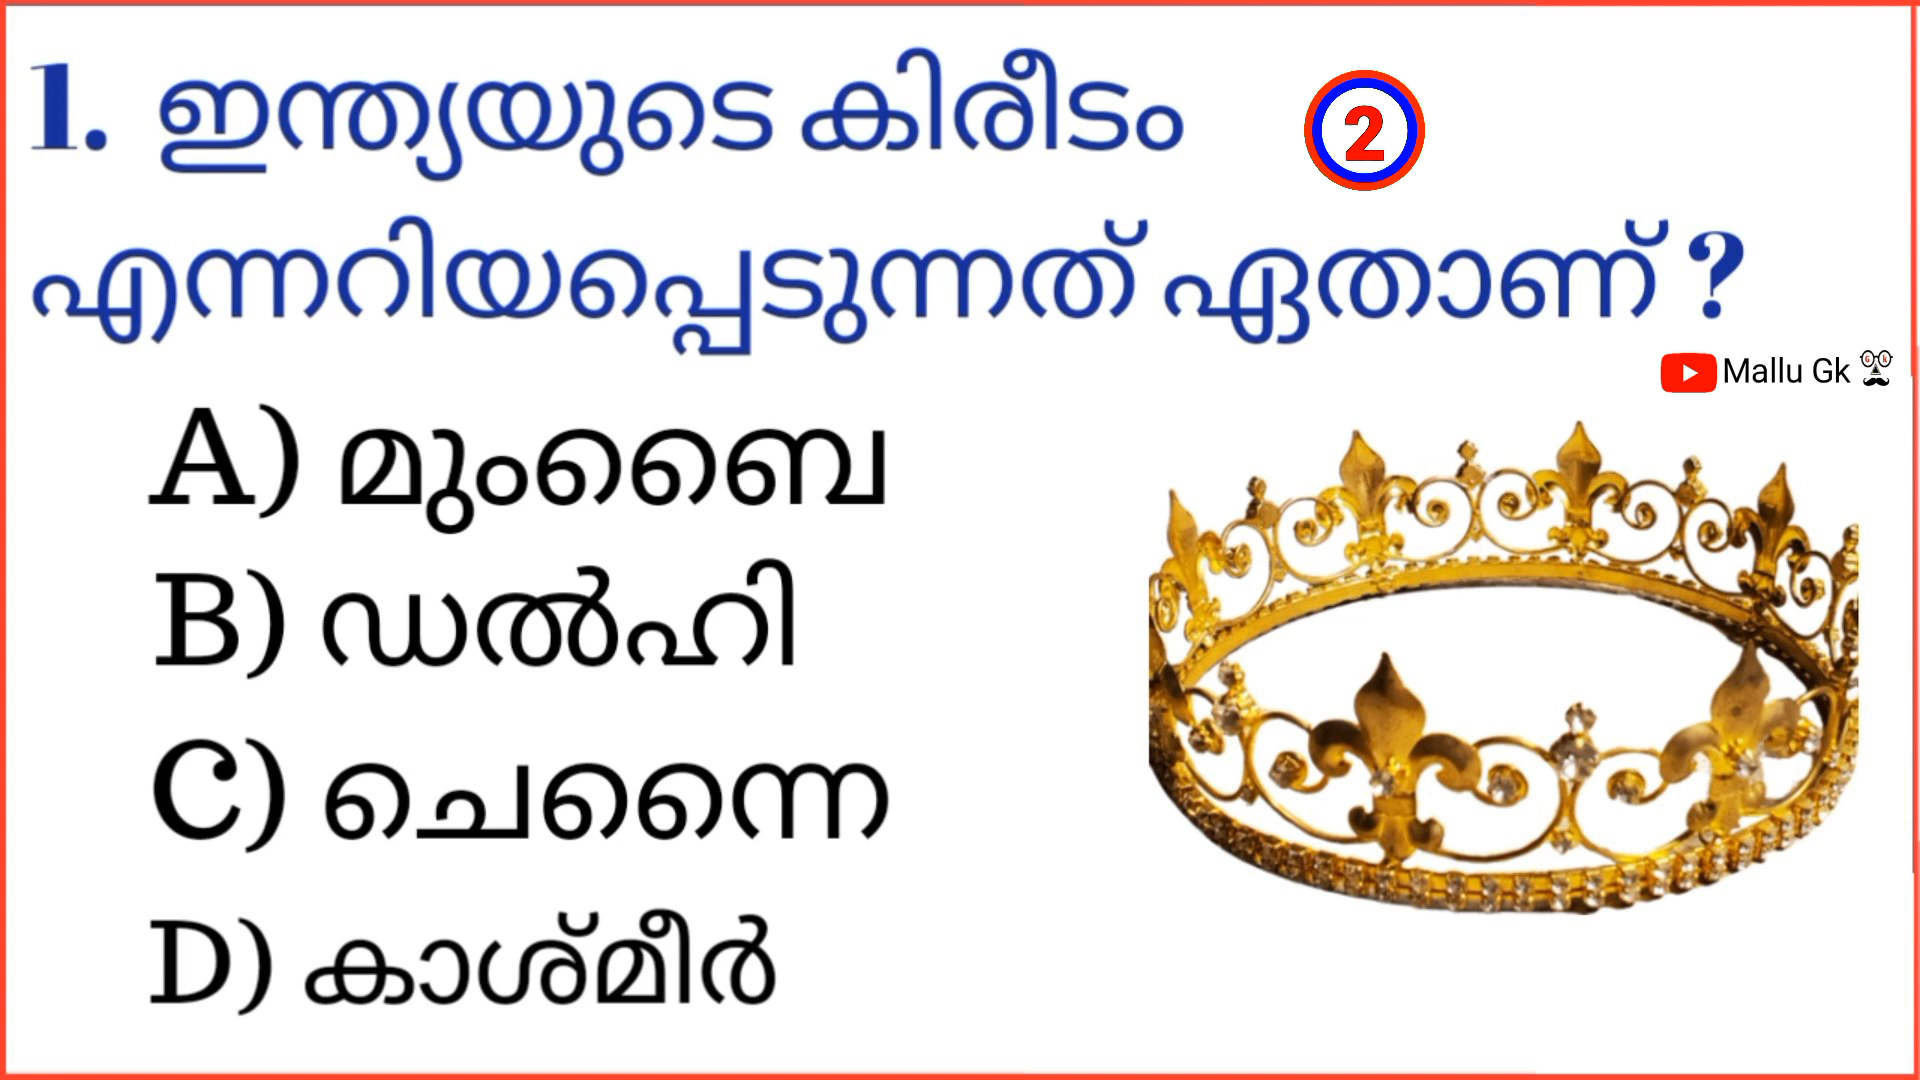 1. ഇന്ത്യയുടെ കിരീടം
2
എന്നറിയപ്പെടുന്നത് ഏതാണ് ?
Mallu Gk
A) മുംബൈ
B) ഡൽഹി
C) ചെന്നൈ
D) കാശ്മീർ